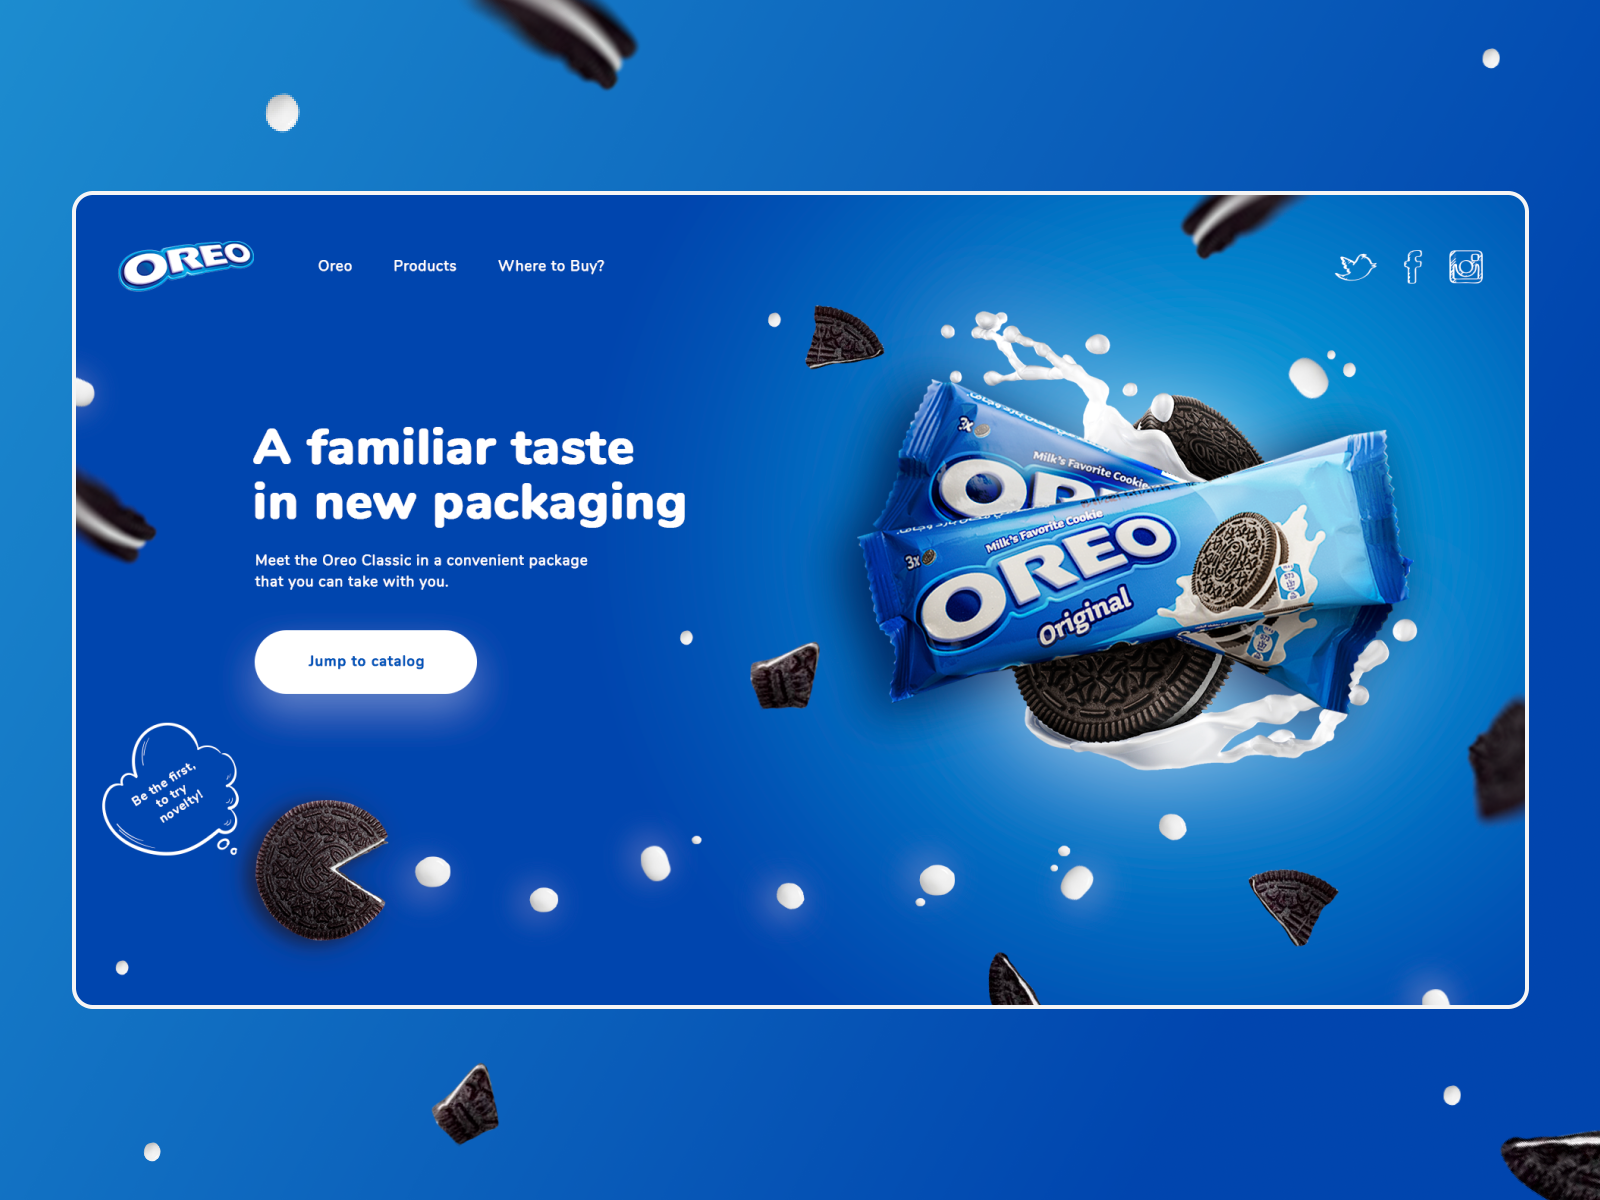 OREO
Oreo
Products
Where to Buy?
A familiar taste
in new packaging
Meet the Oreo Classic in a convenient package
that you can take with you.
Jump to catalog
Be the first,
to try
novelty!
3x
Milk's Favorite Cookie
OREO
3x
Milk's Favorite Cookie
OREO
Original